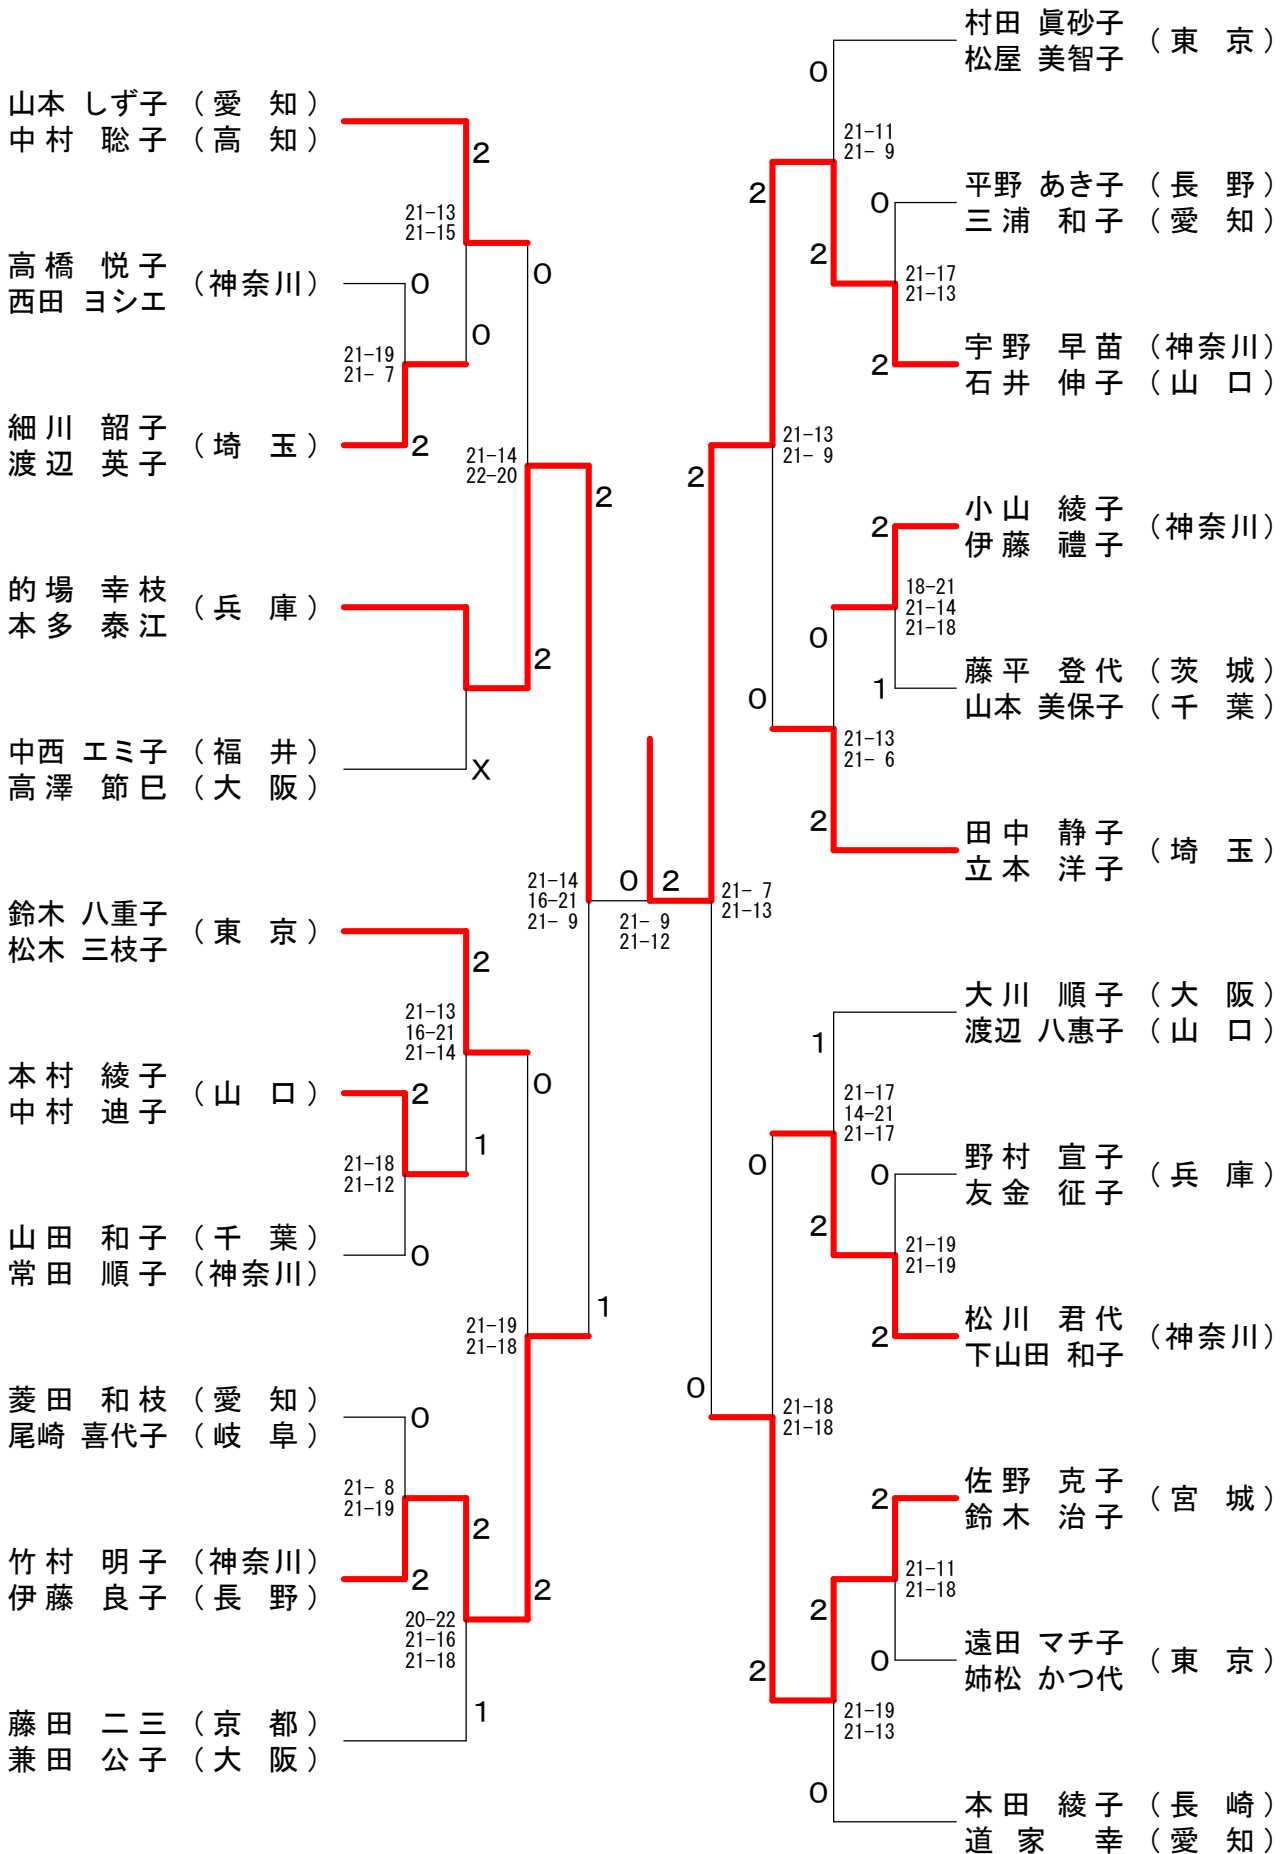 山本 しず子 （愛 知）
中村 聡子 （高 知）
2
21-13
21-15
高橋 悦子
西田 ヨシエ
（神奈川）
0
0
0
21-19
21- 7
細川 韶子
渡辺 英子
（埼 玉）
2
21-14
22-20
2
的場 幸枝
本多 泰江
（兵 庫）
2
中西 エミ子 （福 井）
高澤 節巳 （大 阪）
X
鈴木 八重子
松木 三枝子
（東 京）
2
21-14
16-21
21- 9
21-13
16-21
21-14
本村 綾子
中村 迪子
（山 口）
2
0
1
21-18
21-12
山田 和子 （千 葉）
常田 順子 （神奈川）
0
1
21-19
21-18
菱田 和枝 （愛 知）
尾崎 喜代子 （岐 阜）
0
21- 8
21-19
2
竹村 明子 （神奈川）
伊藤 良子 （長 野）
2
2
20-22
21-16
21-18
藤田 二三 （京 都）
兼田 公子 （大 阪）
1
0 2
21- 9
21-12
村田 眞砂子
松屋 美智子
（東 京）
0
21-11
21- 9
2
平野 あき子 （長 野）
三浦 和子 （愛 知）
0
2
21-17
21-13
宇野 早苗 （神奈川）
石井 伸子 （山 口）
2
21-13
21- 9
2
小山 綾子
伊藤 禮子
（神奈川）
2
18-21
21-14
21-18
0
藤平 登代 （茨 城）
山本 美保子 （千 葉）
1
0
21-13
21- 6
田中 静子
立本 洋子
（埼 玉）
2
21- 7
21-13
大川 順子 （大 阪）
渡辺 八惠子 （山 口）
1
21-17
14-21
21-17
0
野村 宣子
友金 征子
（兵 庫）
0
2
21-19
21-19
松川 君代
下山田 和子
（神奈川）
2
0
21-18
21-18
佐野 克子
鈴木 治子
（宮 城）
2
21-11
21-18
2
遠田 マチ子
姉松 かつ代
（東 京）
0
2
21-19
21-13
本田 綾子 （長 崎）
道家 幸 （愛 知）
0